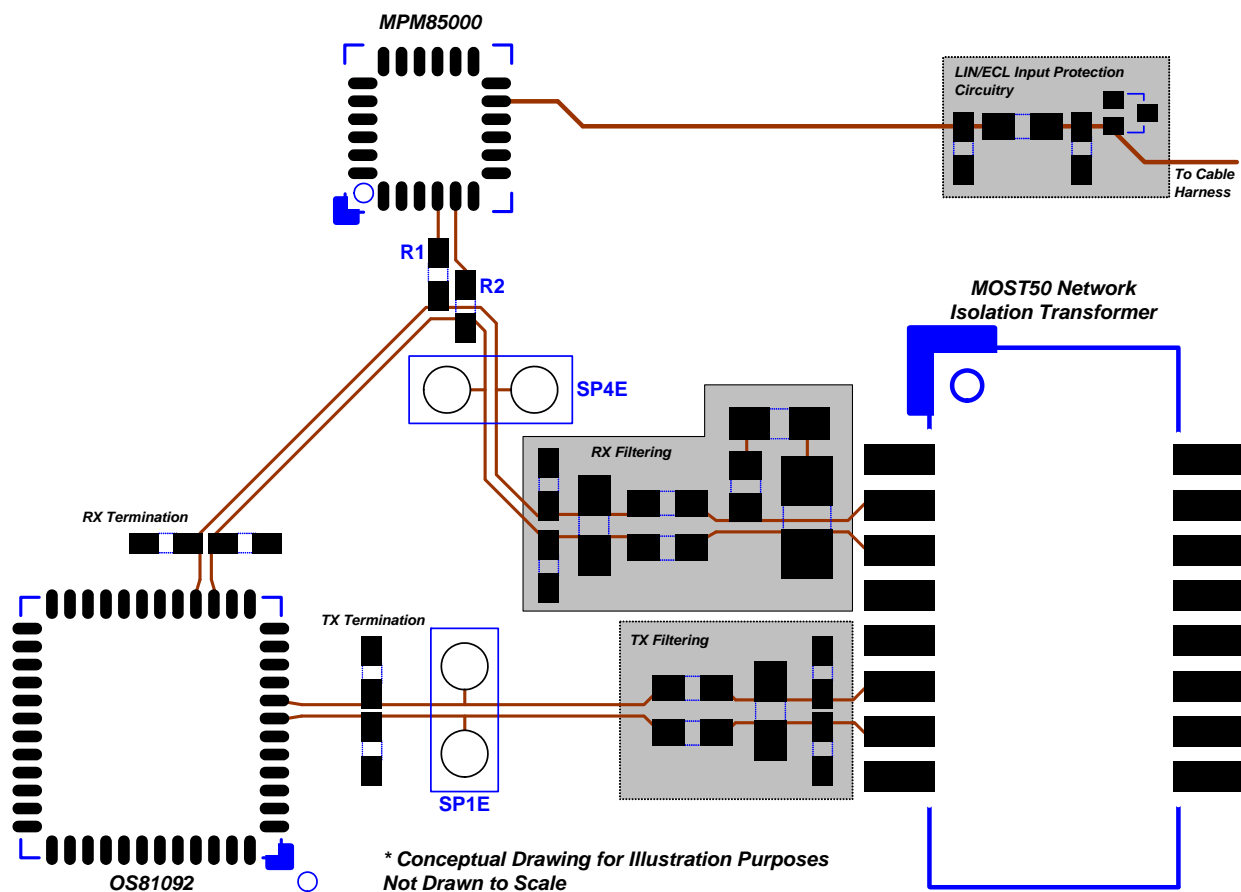 MPM85000
LIN/ECL Input Protection
Circuitry
To Cable
Harness
R1
R2
MOST50 Network
Isolation Transformer
SP4E
RX Filtering
RX Termination
TX Termination
TX Filtering
SP1E
* Conceptual Drawing for Illustration Purposes
Not Drawn to Scale
OS81092